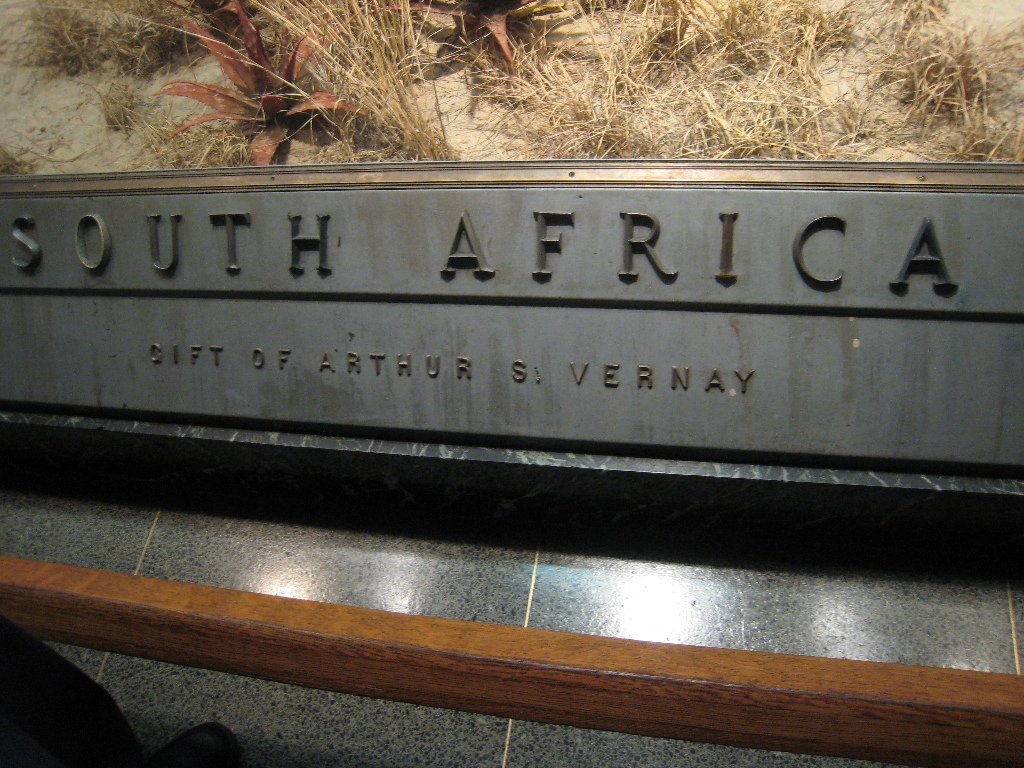 SOUTH AFRICA
GIFT OF ARTHUR S. VERNAY